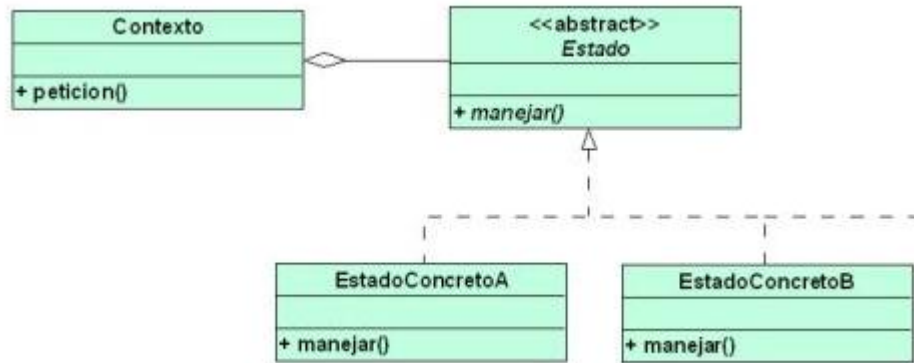 Contexto
+ peticion()
<<abstract>>
Estado
+ manejar()
EstadoConcretoA
+ manejar()
EstadoConcretoB
+ manejar()